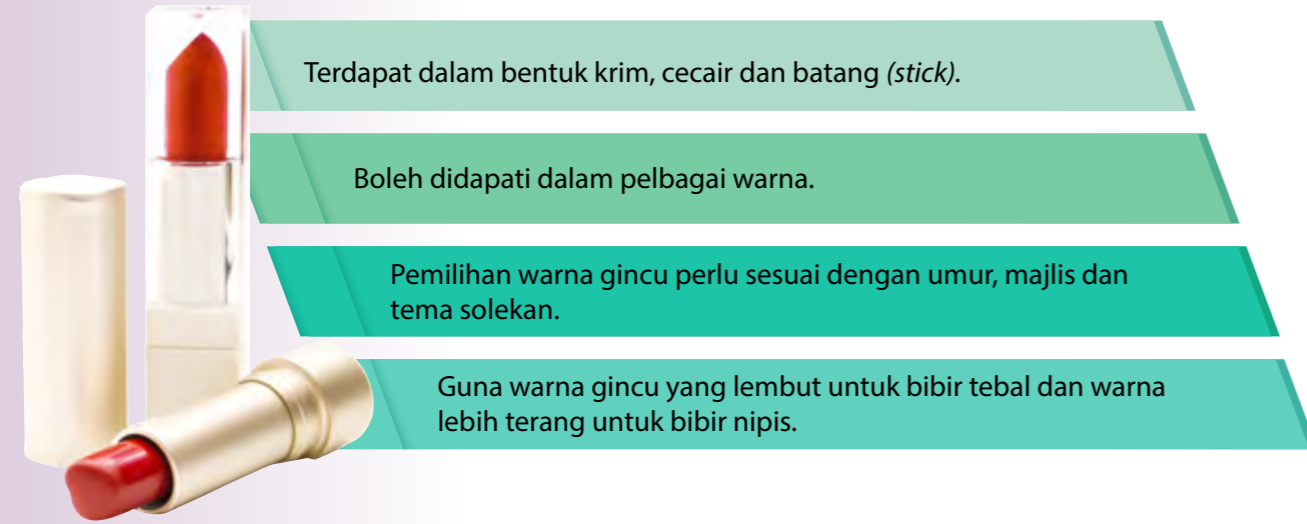 Terdapat dalam bentuk krim, cecair dan batang (stick).
Boleh didapati dalam pelbagai warna.
Pemilihan warna gincu perlu sesuai dengan umur, majlis dan
tema solekan.
Guna warna gincu yang lembut untuk bibir tebal dan warna
lebih terang untuk bibir nipis.